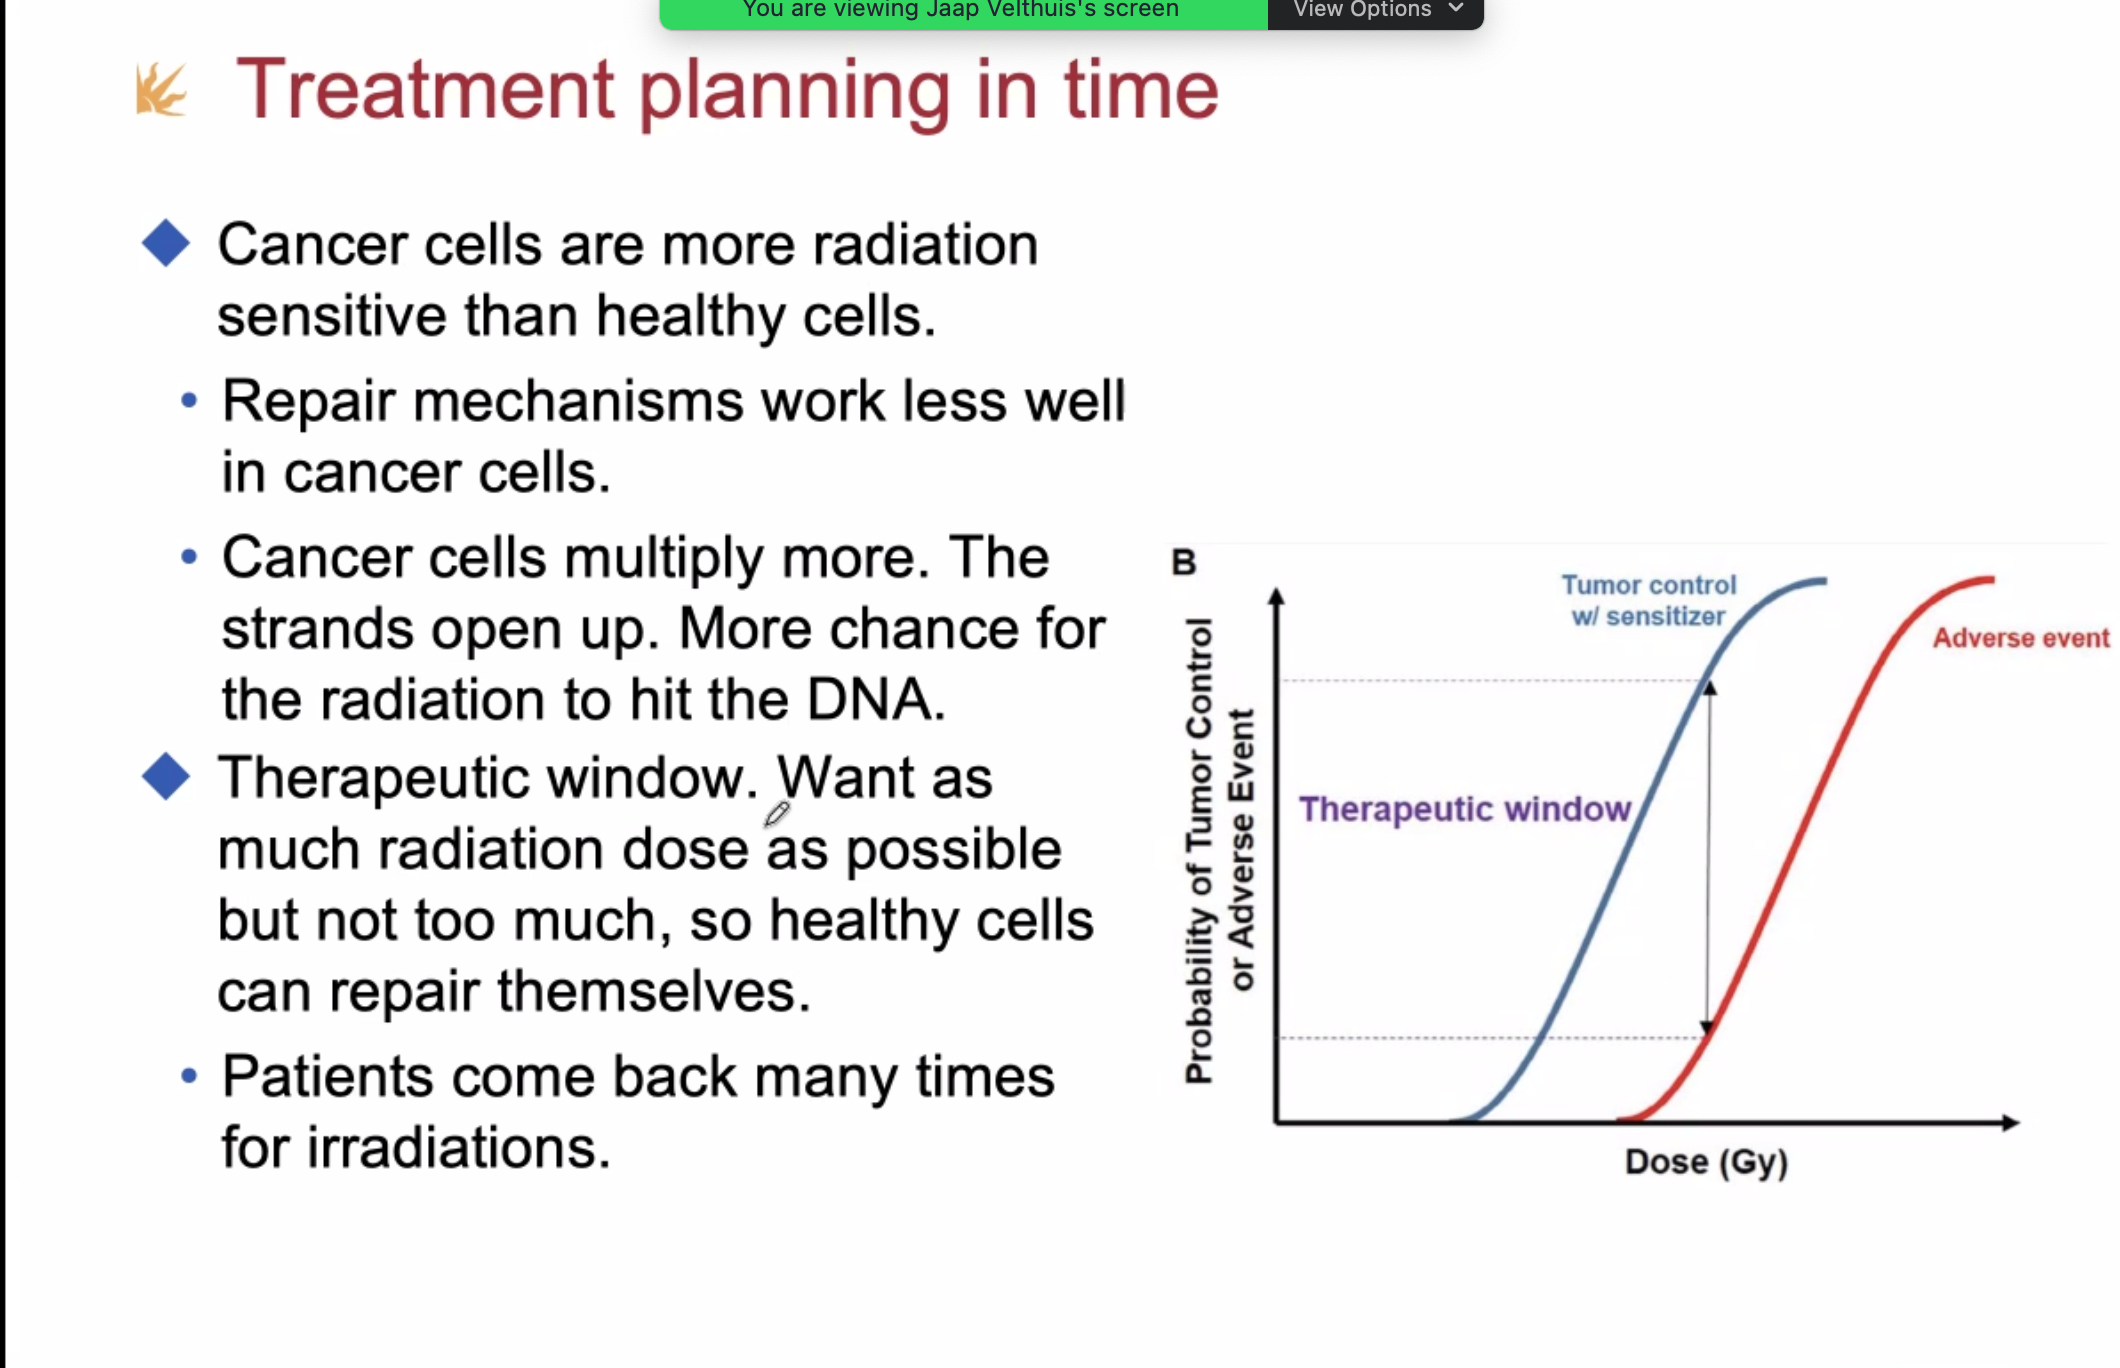 You are viewing Jaap Velthuis's screen
View Options
Treatment planning in time
Cancer cells are more radiation
sensitive than healthy cells.
Repair mechanisms work less well
in cancer cells.
Cancer cells multiply more. The
strands open up. More chance for
the radiation to hit the DNA.
Therapeutic window. Want as
much radiation dose as possible
but not too much, so healthy cells
can repair themselves.
Patients come back many times
for irradiations.
B
Probability of Tumor Control
or Adverse Event
Tumor control
w/ sensitizer
Adverse event
Therapeutic window
Dose (Gy)